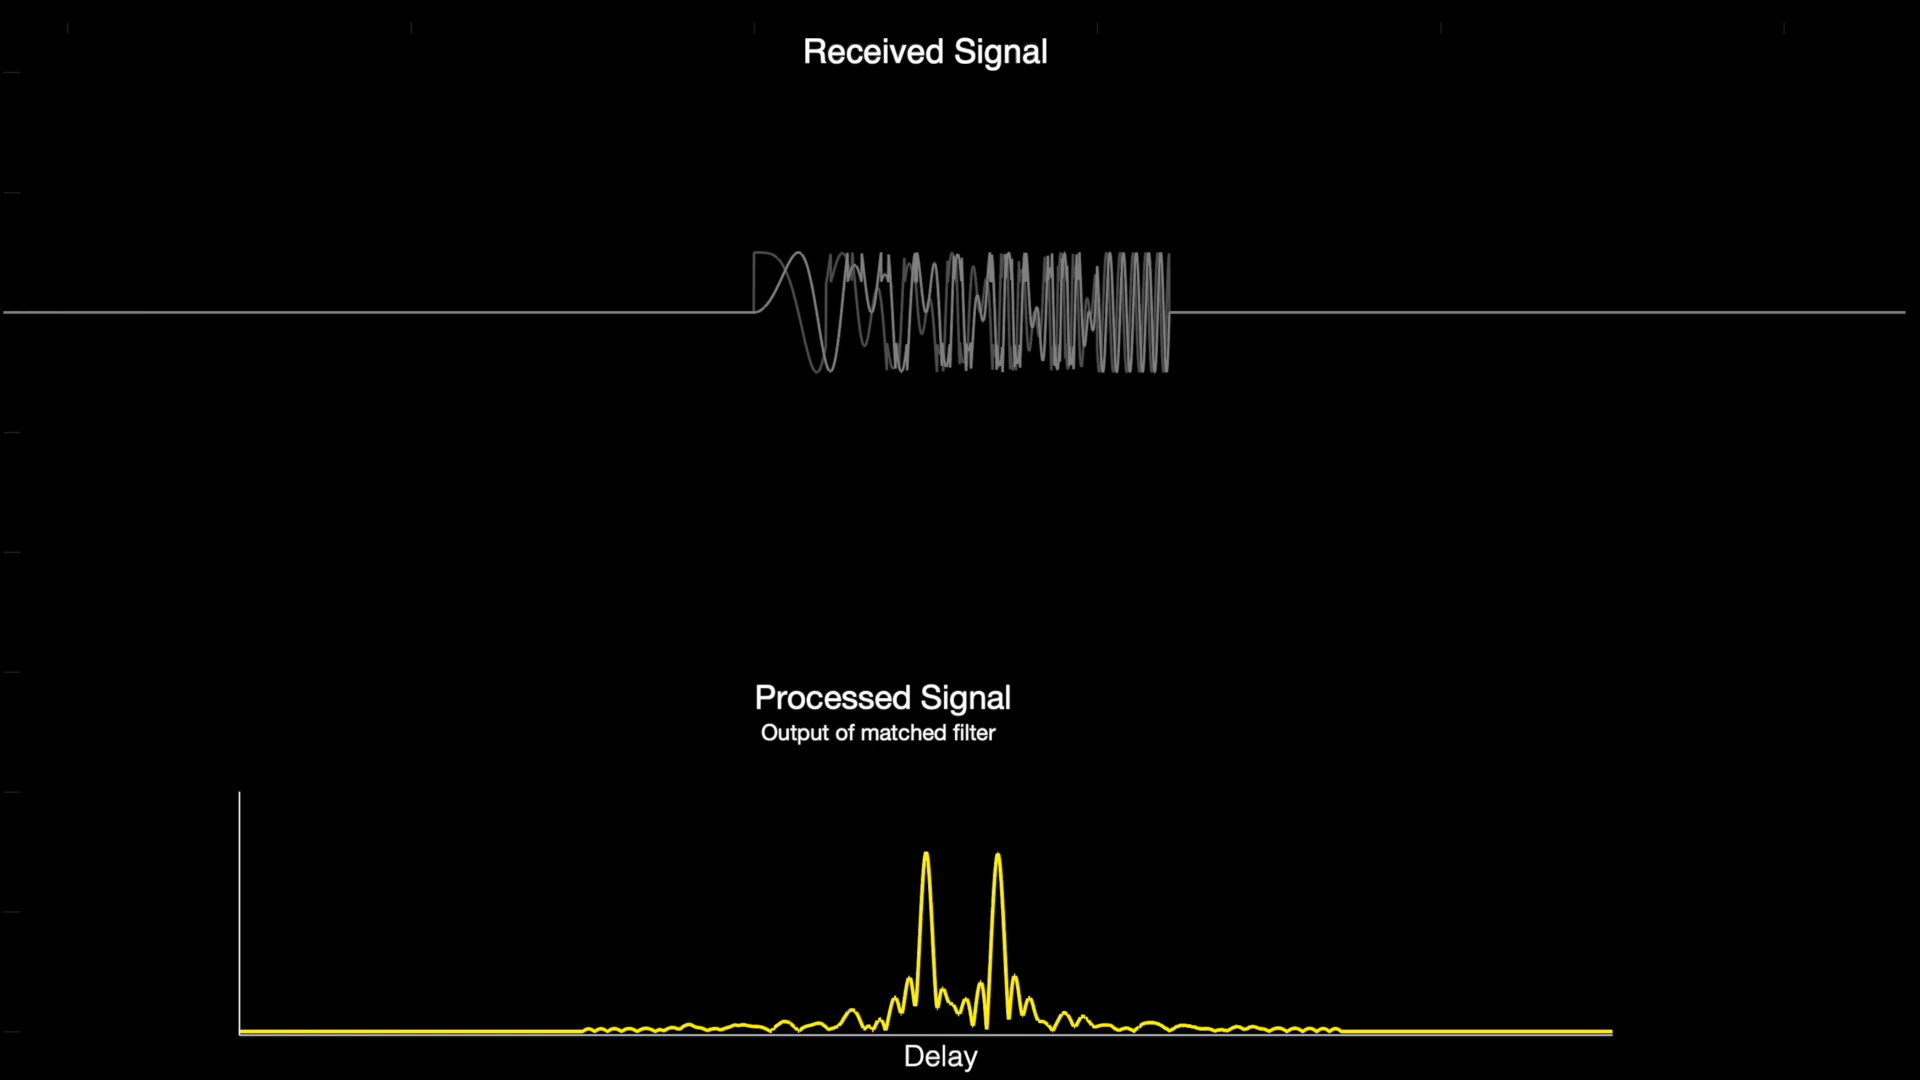 Received Signal
Processed Signal
Output of matched filter
Delay